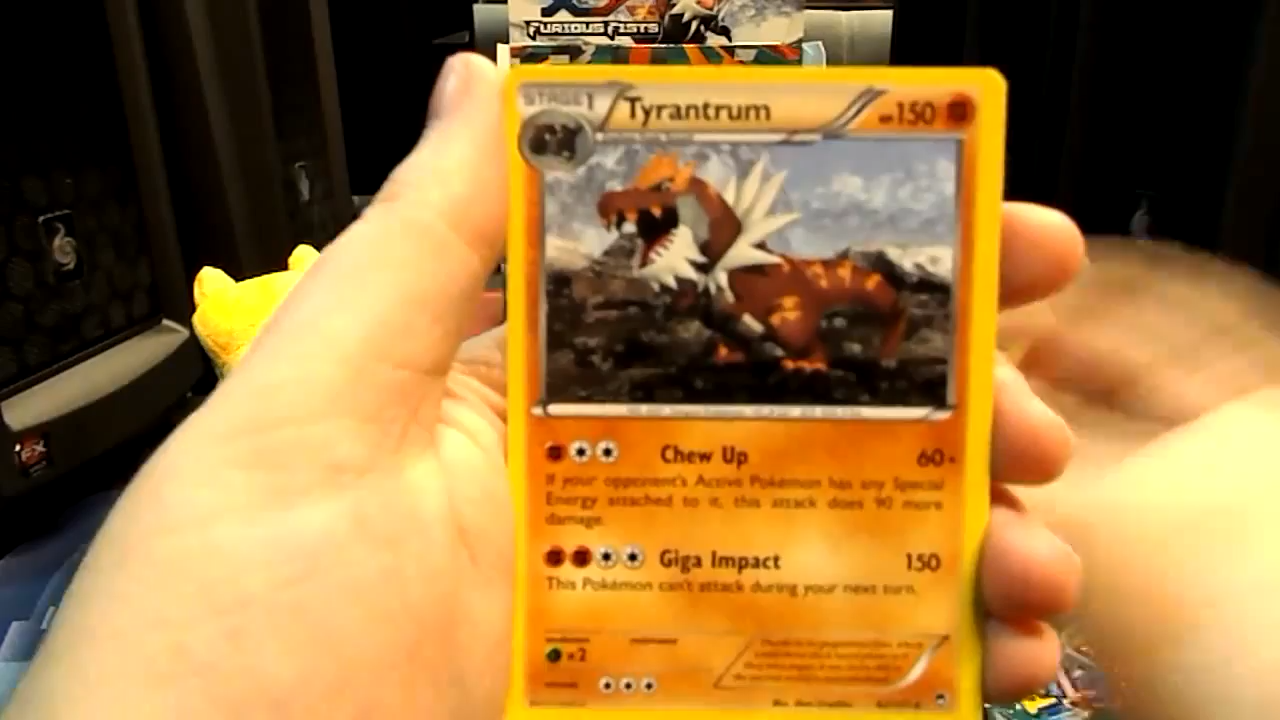 FURIOUS FISTS
STAGE 1
Tyrantrum
HP150
Chew Up
60+
If your opponent's Active Pokémon has any Special
Energy attached to it, this attack does 90 more
damage.
Giga Impact
150
This Pokémon can't attack during your next turn.
×2